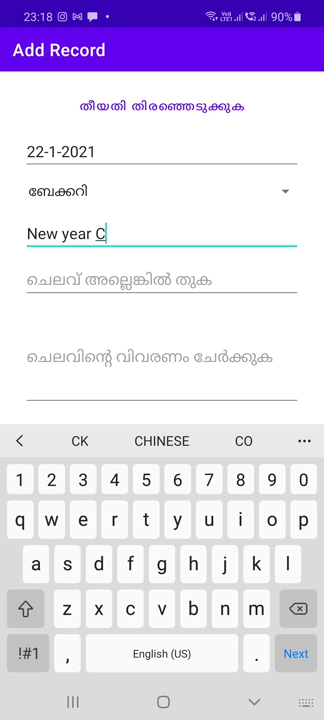 23:18 90%
Add Record
തീയതി തിരഞ്ഞെടുക്കുക
22-1-2021
ബേക്കറി
New year C
ചെലവ് അല്ലെങ്കിൽ തുക
ചെലവിന്റെ വിവരണം ചേർക്കുക
CK CHINESE CO
1 2 3 4 5 6 7 8 9 0
q w e r t y u i o p
a s d f g h j k l
z x c v b n m
!#1 , English (US) . Next